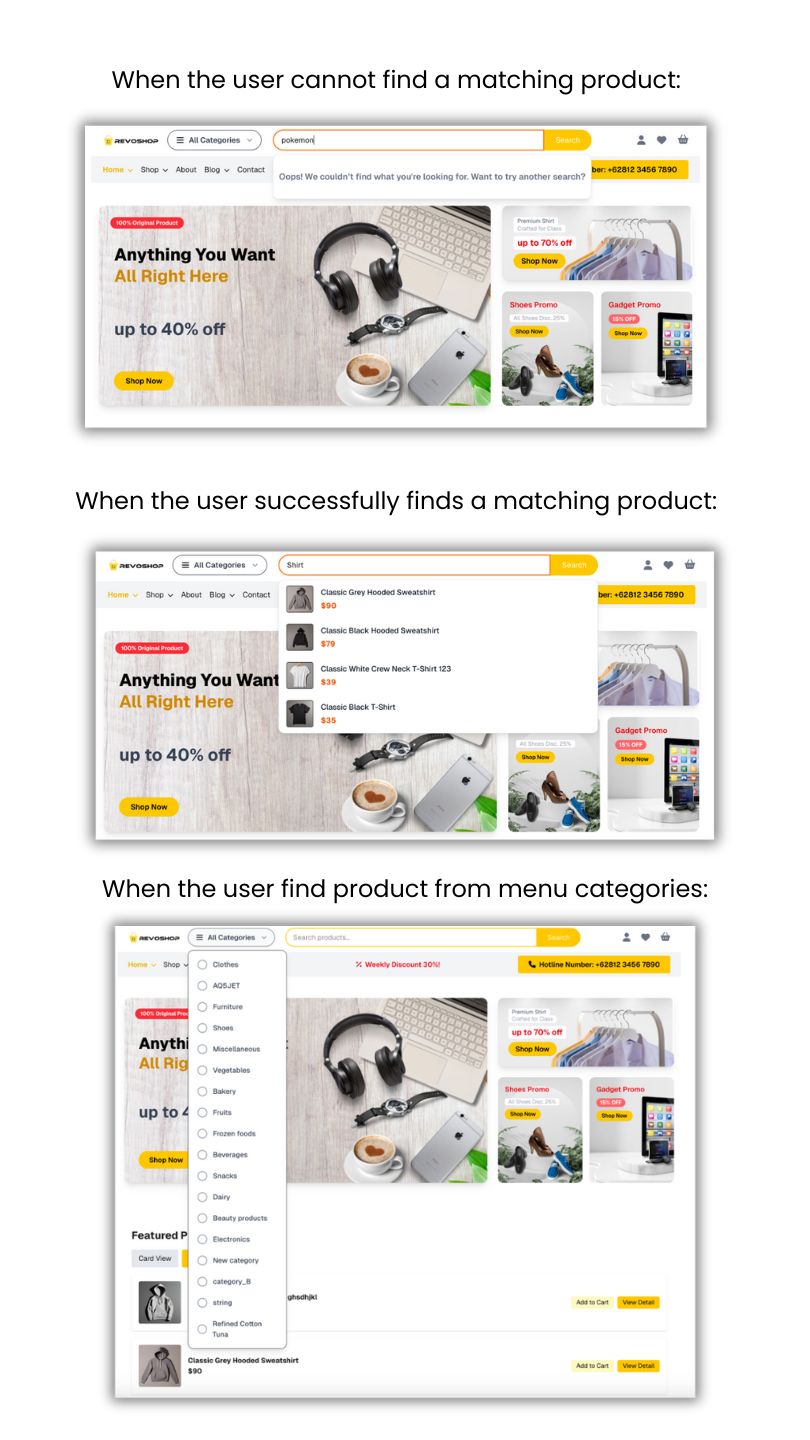 When the user cannot find a matching product:
REVOSHOP
All Categories
pokemon
Search
Home
Shop
About
Blog
Contact
Oops! We couldn't find what you're looking for. Want to try another search?
ber: +62812 3456 7890
100% Original Product
Anything You Want
All Right Here
up to 40% off
Shop Now
Premium Shirt
Crafted for Class
up to 70% off
Shop Now
Shoes Promo
All Shoes Disc. 25%
Shop Now
Gadget Promo
15% OFF
Shop Now
When the user successfully finds a matching product:
REVOSHOP
All Categories
Shirt
Search
Home
Shop
About
Blog
Contact
ber: +62812 3456 7890
Classic Grey Hooded Sweatshirt
$90
Classic Black Hooded Sweatshirt
$79
Classic White Crew Neck T-Shirt 123
$39
Classic Black T-Shirt
$35
100% Original Product
Anything You Want
All Right Here
up to 40% off
Shop Now
All Shoes Disc. 25%
Shop Now
Gadget Promo
15% OFF
Shop Now
When the user find product from menu categories:
REVOSHOP
All Categories
Search products...
Search
Home
Shop
Weekly Discount 30%!
Hotline Number: +62812 3456 7890
Clothes
AQ5JET
Furniture
Shoes
Miscellaneous
Vegetables
Bakery
Fruits
Frozen foods
Beverages
Snacks
Dairy
Beauty products
Electronics
New category
category_B
string
Refined Cotton
Tuna
100% Original Proc
Anythi
All Rig
up to 4
Shop Now
Premium Shirt
Crafted for Class
up to 70% off
Shop Now
Shoes Promo
All Shoes Disc. 25%
Shop Now
Gadget Promo
15% OFF
Shop Now
Featured P
Card View
ghsdhjkl
Add to Cart
View Detail
Classic Grey Hooded Sweatshirt
$90
Add to Cart
View Detail